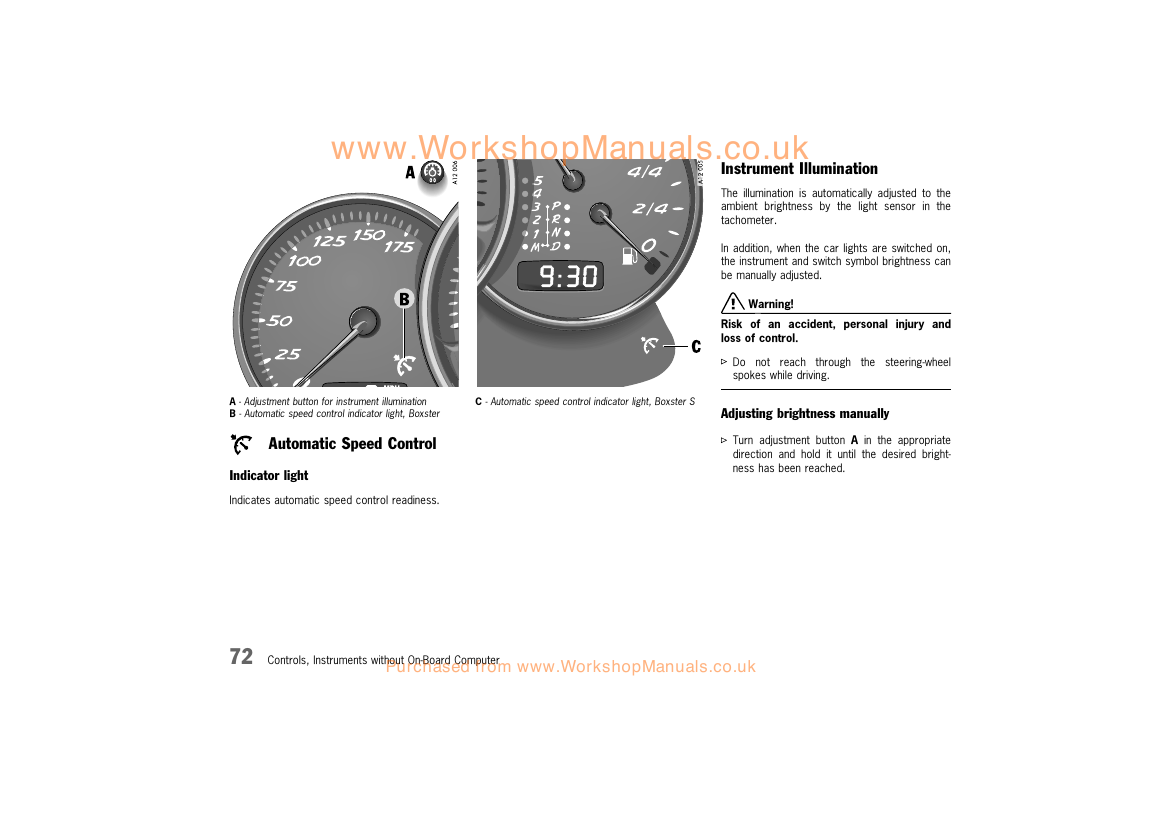 www.WorkshopManuals.co.uk
A
A12 006
125 150 175
100
75
50
25
0
B
A - Adjustment button for instrument illumination
B - Automatic speed control indicator light, Boxster
Automatic Speed Control
Indicator light
Indicates automatic speed control readiness.
5
4
3 P
2 R
1 N
M D
4/4
2/4
0
9:30
C
C - Automatic speed control indicator light, Boxster S
Instrument Illumination
The illumination is automatically adjusted to the
ambient brightness by the light sensor in the
tachometer.
In addition, when the car lights are switched on,
the instrument and switch symbol brightness can
be manually adjusted.
Warning!
Risk of an accident, personal injury and
loss of control.
Do not reach through the steering-wheel
spokes while driving.
Adjusting brightness manually
Turn adjustment button A in the appropriate
direction and hold it until the desired bright-
ness has been reached.
72 Controls, Instruments without On-Board Computer
Purchased from www.WorkshopManuals.co.uk